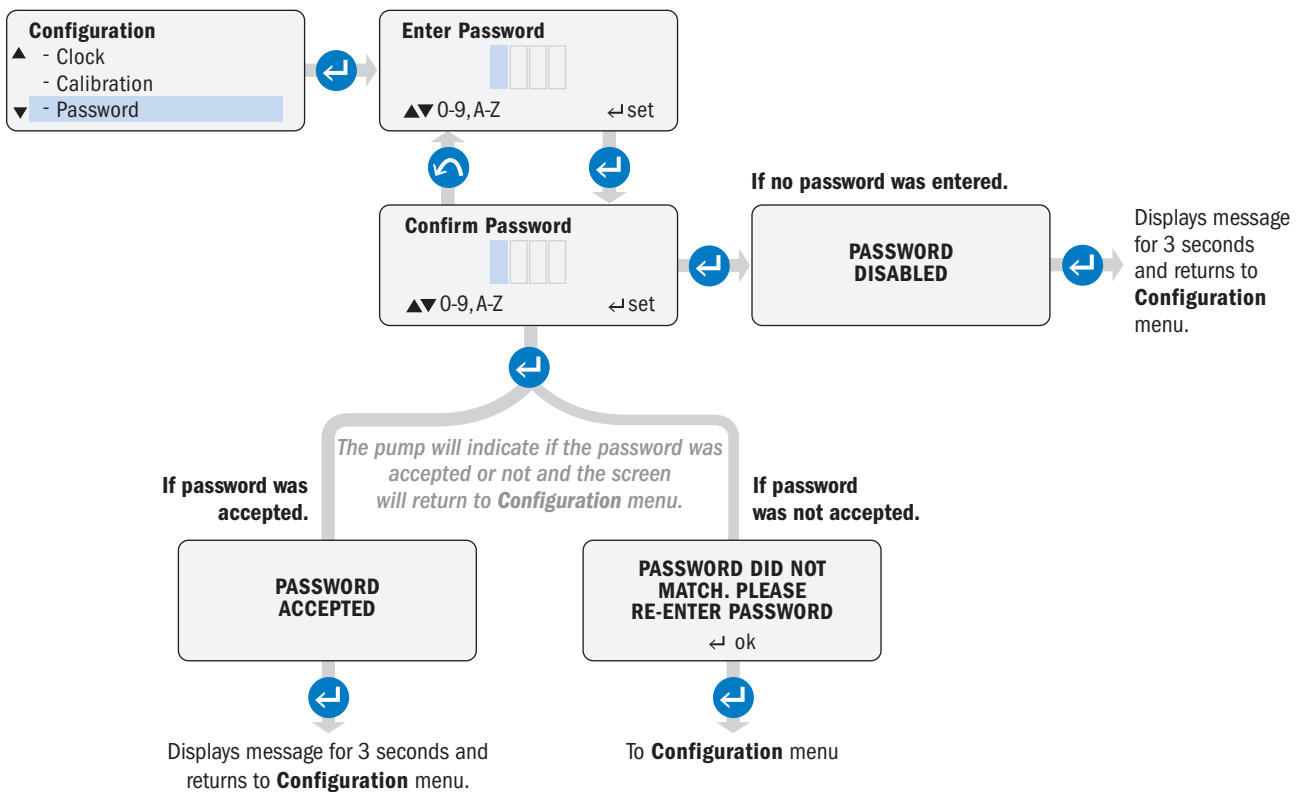 Configuration
- Clock
- Calibration
- Password
Enter Password
▲▼ 0-9, A-Z ↵ set
Confirm Password
▲▼ 0-9, A-Z ↵ set
If no password was entered.
PASSWORD
DISABLED
Displays message
for 3 seconds
and returns to
Configuration
menu.
The pump will indicate if the password was
accepted or not and the screen
will return to Configuration menu.
If password was
accepted.
PASSWORD
ACCEPTED
Displays message for 3 seconds and
returns to Configuration menu.
If password
was not accepted.
PASSWORD DID NOT
MATCH. PLEASE
RE-ENTER PASSWORD
↵ ok
To Configuration menu